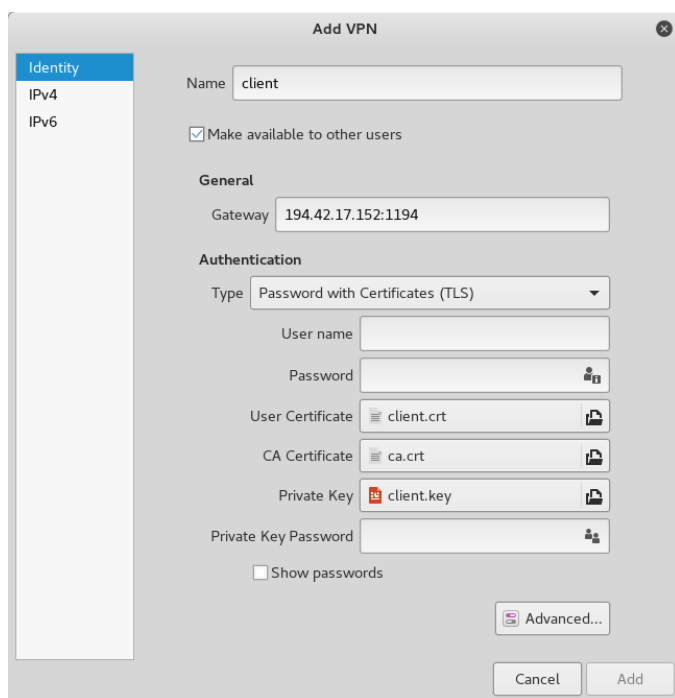 Add VPN
Identity
IPv4
IPv6
Name client
Make available to other users
General
Gateway 194.42.17.152:1194
Authentication
Type Password with Certificates (TLS)
User name
Password
User Certificate client.crt
CA Certificate ca.crt
Private Key client.key
Private Key Password
Show passwords
Advanced...
Cancel Add